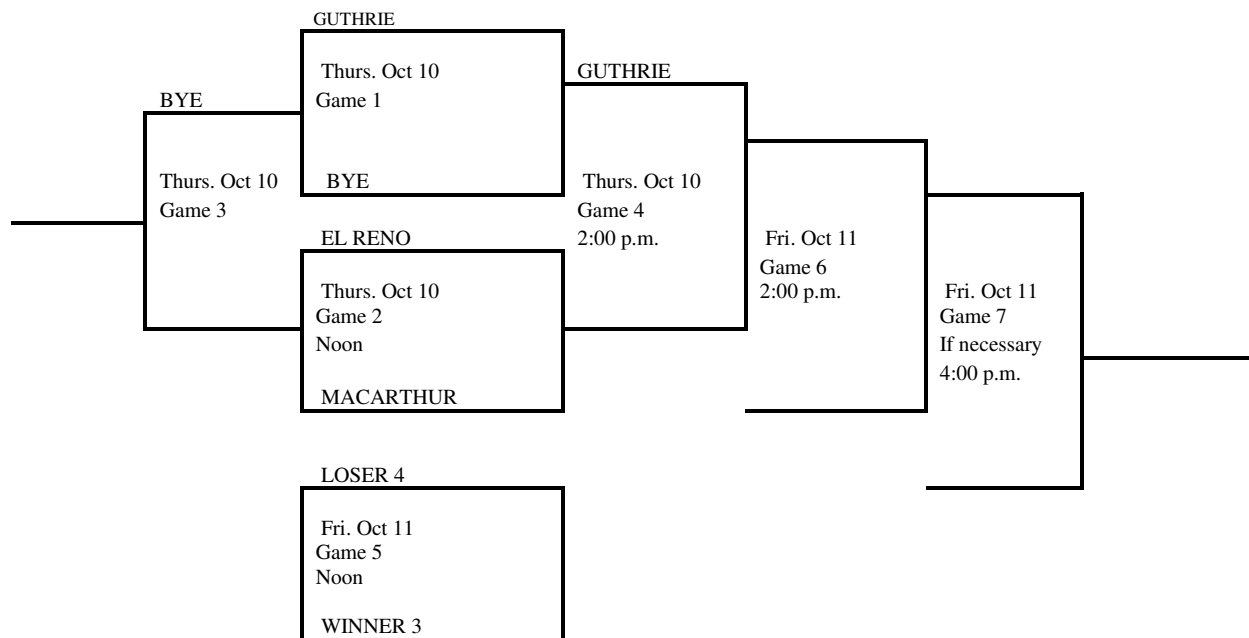 GUTHRIE
Thurs. Oct 10
Game 1
BYE
GUTHRIE
BYE
Thurs. Oct 10
Game 3
Thurs. Oct 10
Game 4
2:00 p.m.
EL RENO
Thurs. Oct 10
Game 2
Noon
MACARTHUR
Fri. Oct 11
Game 6
2:00 p.m.
Fri. Oct 11
Game 7
If necessary
4:00 p.m.
LOSER 4
Fri. Oct 11
Game 5
Noon
WINNER 3